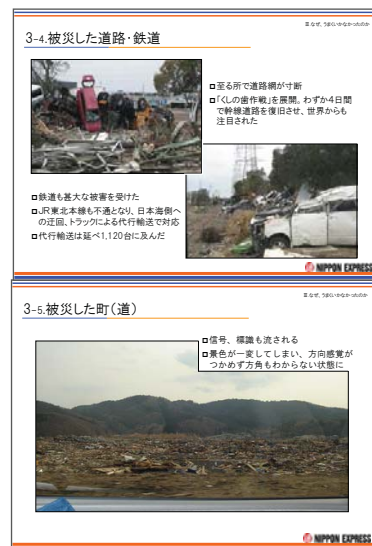 Ⅲ.なぜ、うまくいかなかったのか
3-4.被災した道路・鉄道
至る所で道路網が寸断
「くしの歯作戦」を展開。わずか4日間
で幹線道路を復旧させ、世界からも
注目された
鉄道も甚大な被害を受けた
JR東北本線も不通となり、日本海側へ
の迂回、トラックによる代行輸送で対応
代行輸送は延べ1,120台に及んだ
NIPPON EXPRESS
Ⅲ.なぜ、うまくいかなかったのか
3-5.被災した町(道)
信号、標識も流される
景色が一変してしまい、方向感覚が
つかめず方角もわからない状態に
NIPPON EXPRESS